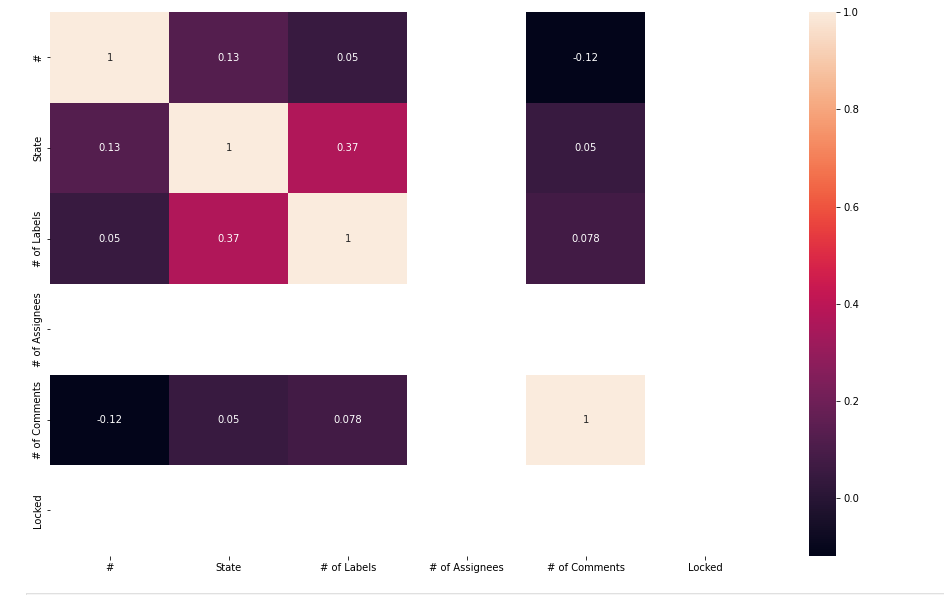 1.0
# 1 0.13 0.05 -0.12
0.8
State 0.13 1 0.37 0.05
0.6
# of Labels 0.05 0.37 1 0.078
0.4
# of Assignees
0.2
# of Comments -0.12 0.05 0.078 1
0.0
Locked
# State # of Labels # of Assignees # of Comments Locked